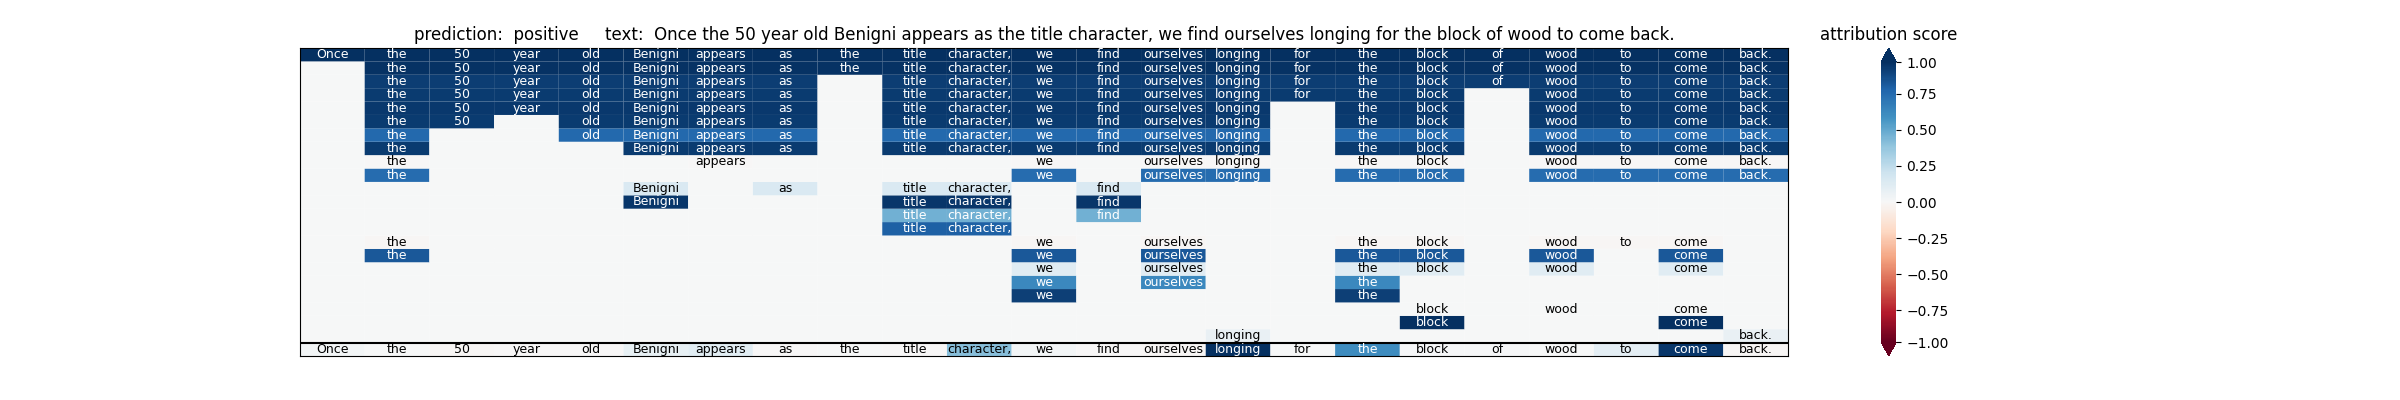 prediction: positive text: Once the 50 year old Benigni appears as the title character, we find ourselves longing for the block of wood to come back.
attribution score
Once the 50 year old Benigni appears as the title character, we find ourselves longing for the block of wood to come back.
the 50 year old Benigni appears as the title character, we find ourselves longing for the block of wood to come back.
the 50 year old Benigni appears as title character, we find ourselves longing for the block of wood to come back.
the 50 year old Benigni appears as title character, we find ourselves longing for the block wood to come back.
the 50 year old Benigni appears as title character, we find ourselves longing the block wood to come back.
the 50 old Benigni appears as title character, we find ourselves longing the block wood to come back.
the old Benigni appears as title character, we find ourselves longing the block wood to come back.
the Benigni appears as title character, we find ourselves longing the block wood to come back.
the appears we ourselves longing the block wood to come back.
the we ourselves longing the block wood to come back.
Benigni as title character, find
Benigni title character, find
title character, find
title character,
the we ourselves the block wood to come
the we ourselves the block wood come
we ourselves the block wood come
we ourselves the
we the
block wood come
block come
longing back.
Once the 50 year old Benigni appears as the title character, we find ourselves longing for the block of wood to come back.
1.00
0.75
0.50
0.25
0.00
−0.25
−0.50
−0.75
−1.00